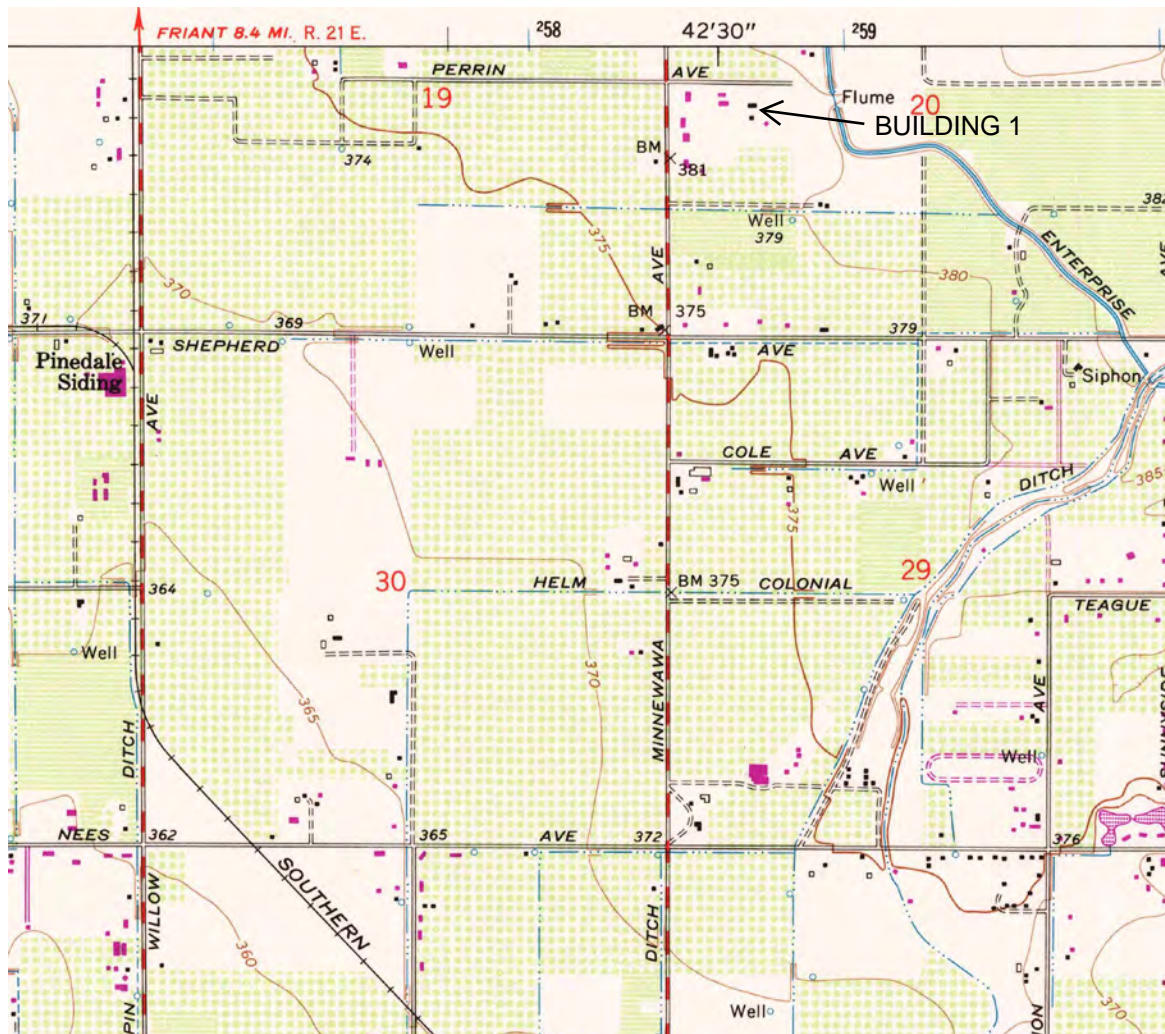 FRIANT 8.4 MI. R. 21 E.
258
42'30"
259
PERRIN AVE
19
Flume
20
BUILDING 1
374
BM
381
382
Well
379
375
AVE
ENTERPRISE
AVE
370
380
371
369
BM 375
379
SHEPHERD
Well
AVE
Pinedale
Siding
Siphon
AVE
COLE AVE
Well
DITCH
385
375
364
30
HELM
BM 375
COLONIAL
29
TEAGUE
Well
365
370
MINNEWAWA
AVE
DITCH
Well
NEES
362
365
AVE
372
376
WILLOW
SOUTHERN
DITCH
360
370
Well